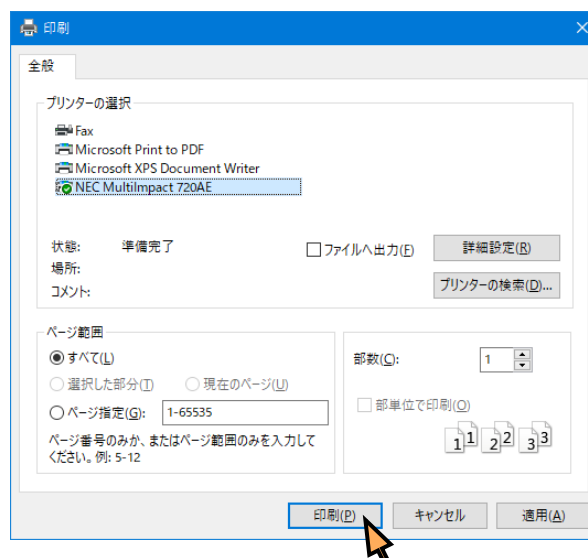 印刷
全般
プリンターの選択
Fax
Microsoft Print to PDF
Microsoft XPS Document Writer
NEC MultiImpact 720AE
状態: 準備完了
ファイルへ出力(F)
詳細設定(R)
場所:
コメント:
プリンターの検索(D)...
ページ範囲
すべて(L)
選択した部分(T) 現在のページ(U)
ページ指定(G): 1-65535
ページ番号のみか、またはページ範囲のみを入力して
ください。例: 5-12
部数(C): 1
部単位で印刷(O)
1 1 2 2 3 3
印刷(P) キャンセル 適用(A)